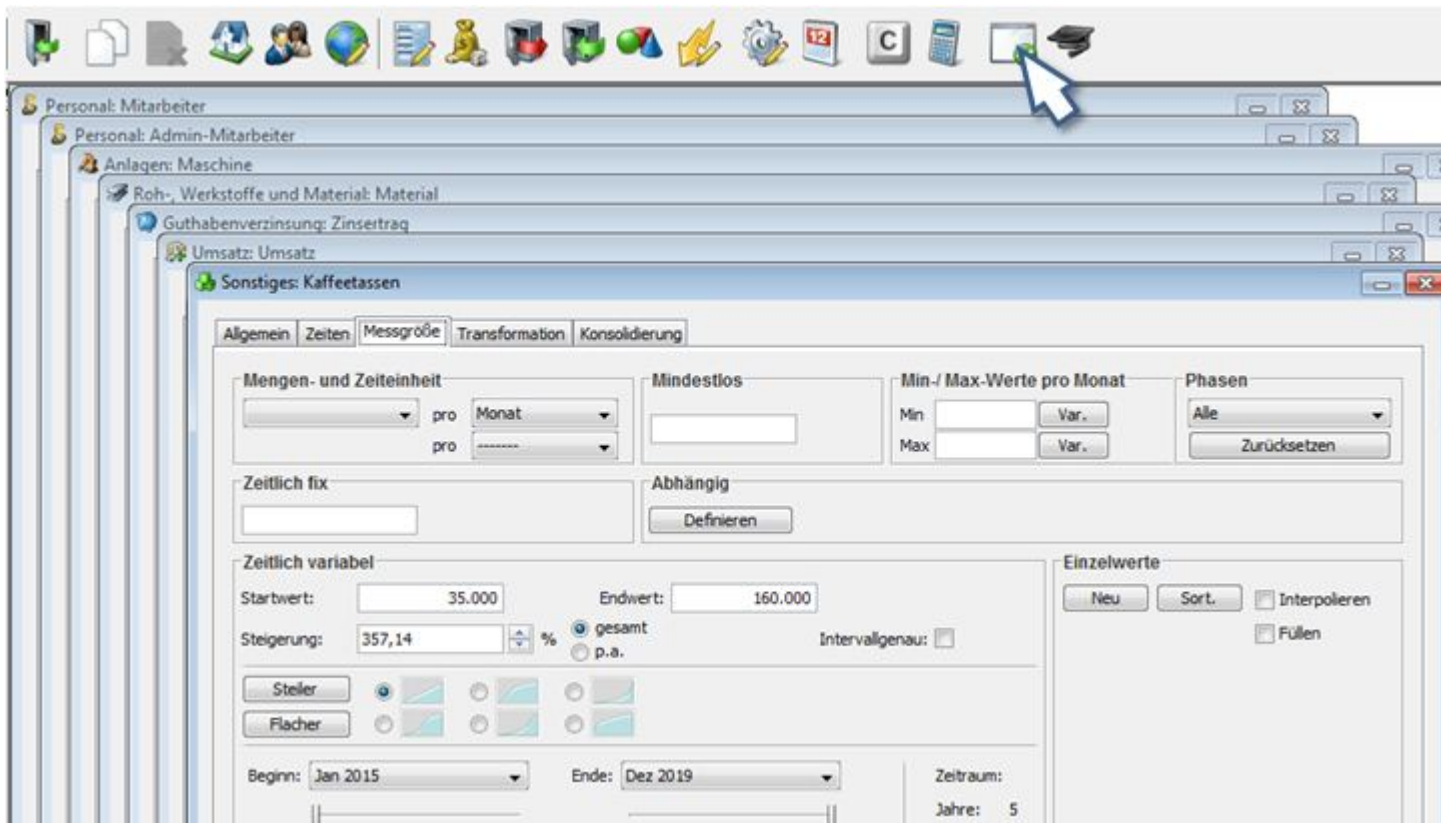 12
C
Personal: Mitarbeiter
Personal: Admin-Mitarbeiter
Anlagen: Maschine
Roh-, Werkstoffe und Material: Material
Guthabenverzinsung: Zinsertrag
Umsatz: Umsatz
Sonstiges: Kaffeetassen
Allgemein Zeiten Messgröße Transformation Konsolidierung
Mengen- und Zeiteinheit Mindestlos Min-/ Max-Werte pro Monat Phasen
pro Monat Min Var. Alle
pro ------- Max Var. Zurücksetzen
Zeitlich fix Abhängig
Definieren
Zeitlich variabel Einzelwerte
Startwert: 35.000 Endwert: 160.000 Neu Sort. Interpolieren
Steigerung: 357,14 % gesamt Intervallgenau: Füllen
p.a.
Steiler
Flacher
Beginn: Jan 2015 Ende: Dez 2019 Zeitraum:
Jahre: 5